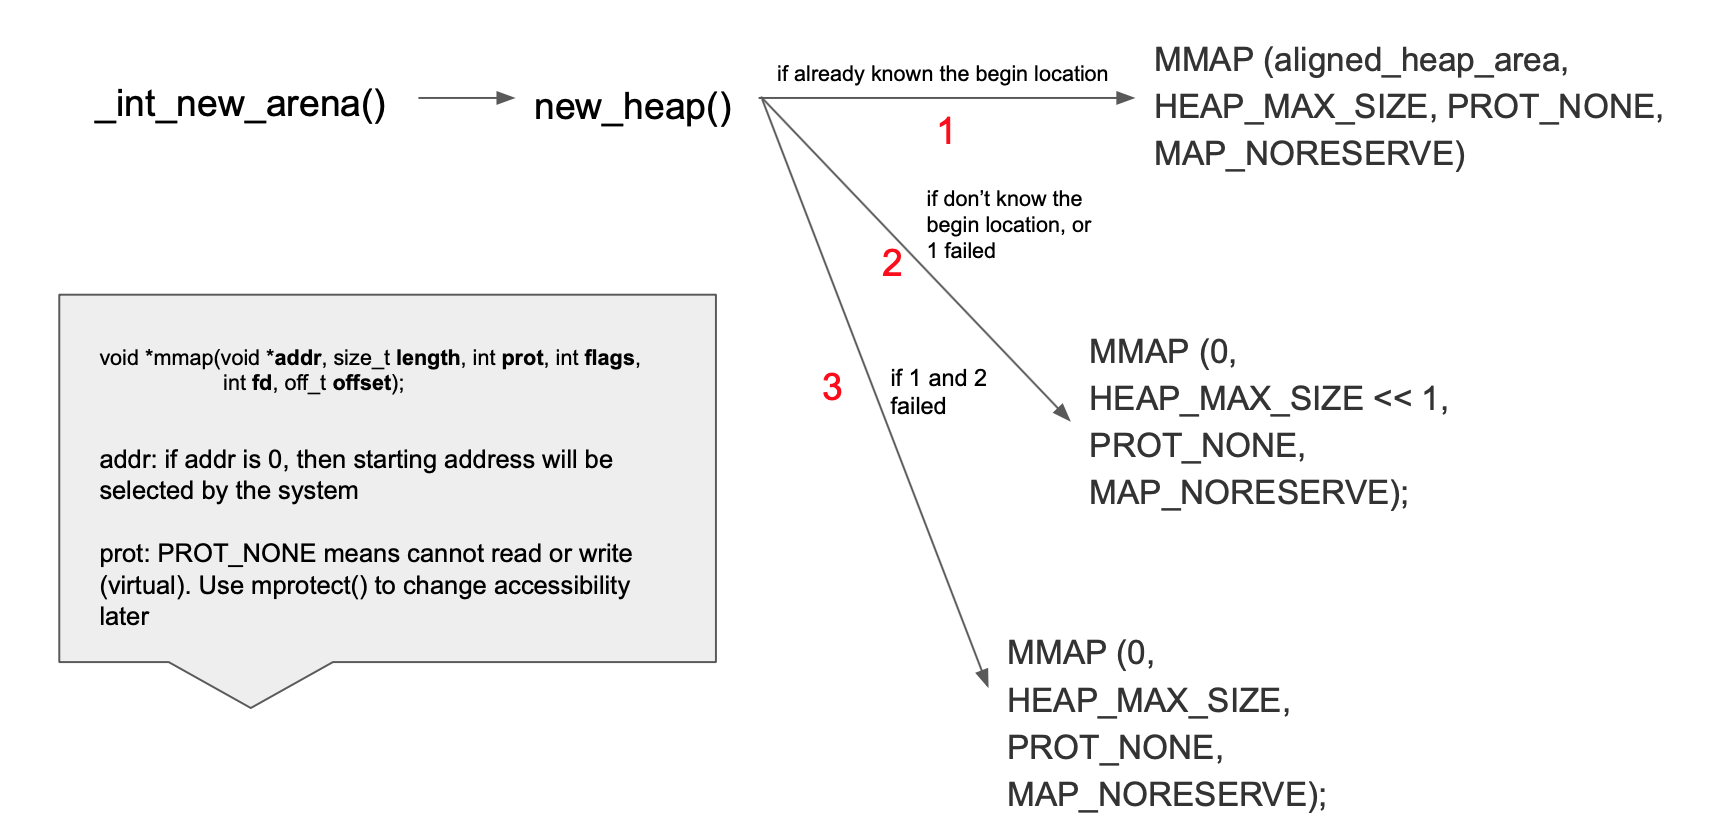 _int_new_arena()
new_heap()
if already known the begin location
1
MMAP (aligned_heap_area,
HEAP_MAX_SIZE, PROT_NONE,
MAP_NORESERVE)
if don’t know the
begin location, or
1 failed
2
MMAP (0,
HEAP_MAX_SIZE << 1,
PROT_NONE,
MAP_NORESERVE);
3
if 1 and 2
failed
MMAP (0,
HEAP_MAX_SIZE,
PROT_NONE,
MAP_NORESERVE);
void *mmap(void *addr, size_t length, int prot, int flags,
int fd, off_t offset);
addr: if addr is 0, then starting address will be
selected by the system
prot: PROT_NONE means cannot read or write
(virtual). Use mprotect() to change accessibility
later